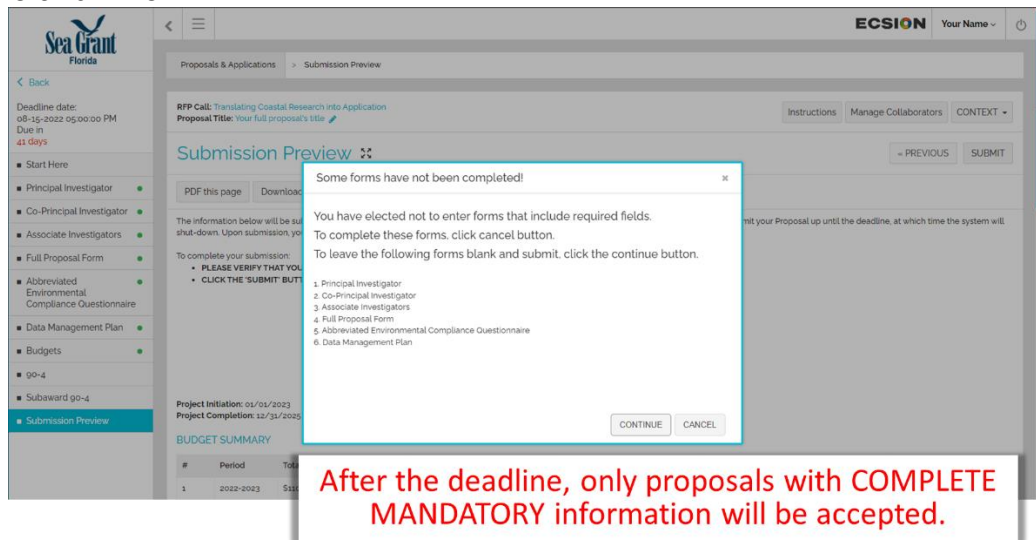 Sea Grant
Florida
ECSION
Your Name
Proposals & Applications > Submission Preview
< Back
Deadline date:
08-15-2022 05:00:00 PM
Due in
41 days
Start Here
Principal Investigator
Co-Principal Investigator
Associate Investigators
Full Proposal Form
Abbreviated
Environmental
Compliance Questionnaire
Data Management Plan
Budgets
90-4
Subaward 90-4
Submission Preview
RFP Call: Translating Coastal Research into Application
Proposal Title: Your full proposal's title
Instructions
Manage Collaborators
CONTEXT
Submission Preview
« PREVIOUS
SUBMIT
PDF this page
Download
The information below will be su
mit your Proposal up until the deadline, at which time the system will
shut-down. Upon submission, yo
To complete your submission:
• PLEASE VERIFY THAT YOU
• CLICK THE 'SUBMIT' BUTT
Some forms have not been completed!
×
You have elected not to enter forms that include required fields.
To complete these forms, click cancel button.
To leave the following forms blank and submit, click the continue button.
1. Principal Investigator
2. Co-Principal Investigator
3. Associate Investigators
4. Full Proposal Form
5. Abbreviated Environmental Compliance Questionnaire
6. Data Management Plan
CONTINUE
CANCEL
Project Initiation: 01/01/2023
Project Completion: 12/31/2025
BUDGET SUMMARY
# Period Tota
1 2022-2023 $110
After the deadline, only proposals with COMPLETE
MANDATORY information will be accepted.